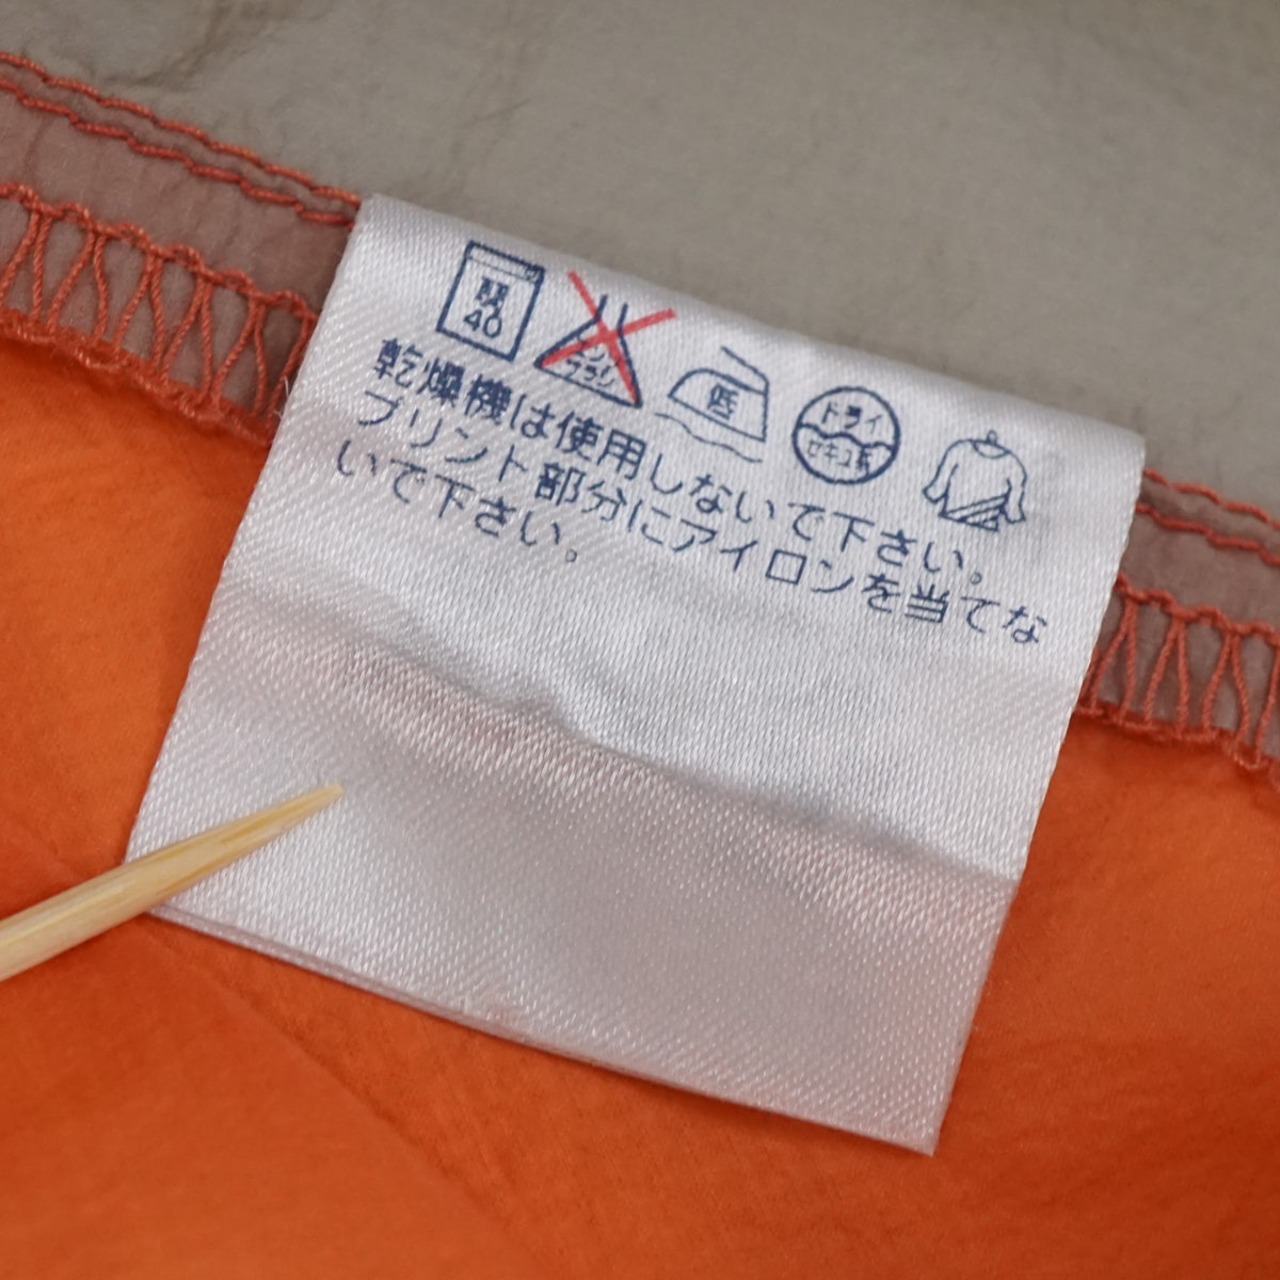 弱
40
エンソ
フラシ
低
ドライ
セキユ系
乾燥機は使用しないで下さい。
プリント部分にアイロンを当てな
いで下さい。